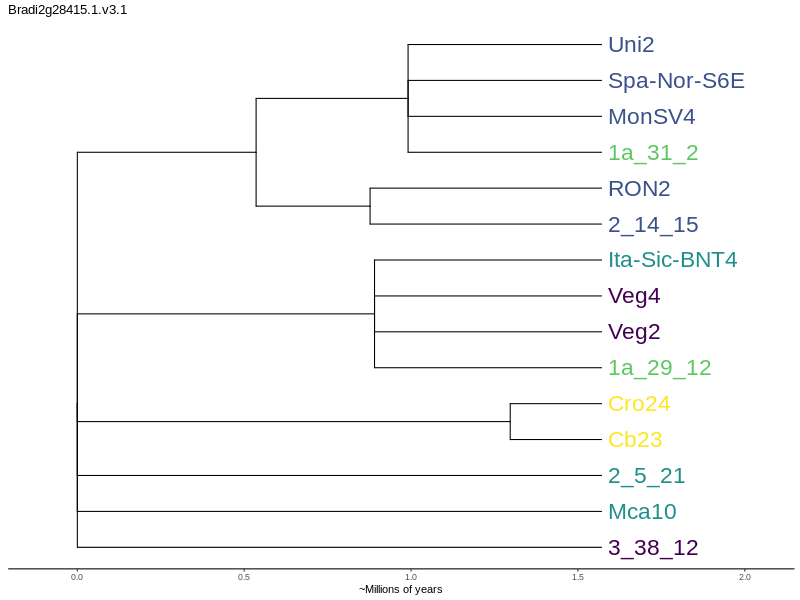 Bradi2g28415.1.v3.1
Uni2
Spa-Nor-S6E
MonSV4
1a_31_2
RON2
2_14_15
Ita-Sic-BNT4
Veg4
Veg2
1a_29_12
Cro24
Cb23
2_5_21
Mca10
3_38_12
0.0 0.5 1.0 1.5 2.0
~Millions of years